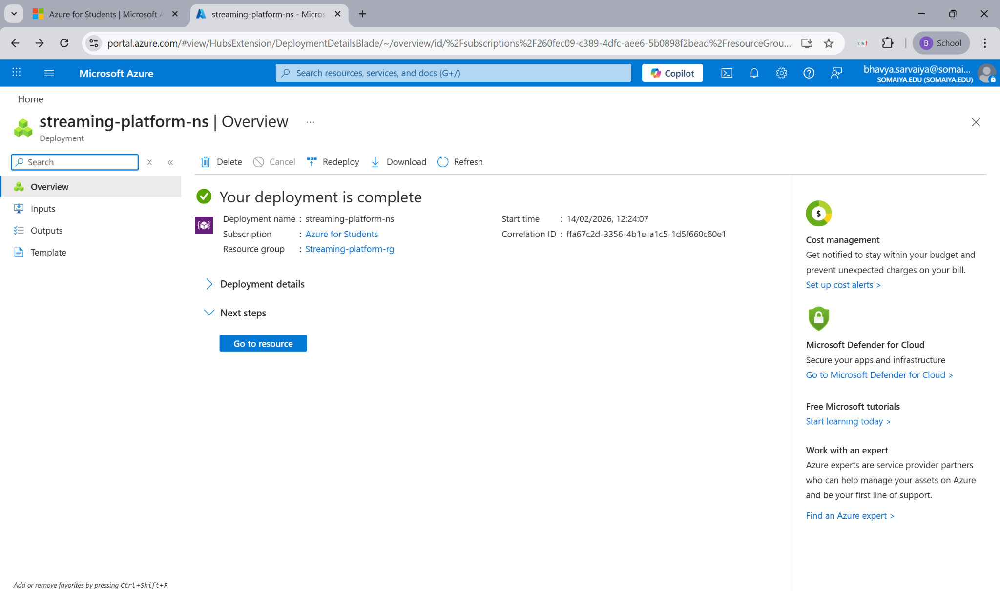 Azure for Students | Microsoft A
streaming-platform-ns - Micros
portal.azure.com/#view/HubsExtension/DeploymentDetailsBlade/~/overview/id/%2Fsubscriptions%2F260fec09-c389-4dfc-aee6-5b0898f2bead%2FresourceGrou...
B School
Microsoft Azure
Search resources, services, and docs (G+/)
Copilot
bhavya.sarvaiya@somai...
SOMAIYA.EDU (SOMAIYA.EDU)
Home
streaming-platform-ns | Overview ...
Deployment
Search
Delete
Cancel
Redeploy
Download
Refresh
Overview
Inputs
Outputs
Template
Your deployment is complete
Deployment name : streaming-platform-ns
Subscription : Azure for Students
Resource group : Streaming-platform-rg
Start time : 14/02/2026, 12:24:07
Correlation ID : ffa67c2d-3356-4b1e-a1c5-1d5f660c60e1
Deployment details
Next steps
Go to resource
Cost management
Get notified to stay within your budget and
prevent unexpected charges on your bill.
Set up cost alerts >
Microsoft Defender for Cloud
Secure your apps and infrastructure
Go to Microsoft Defender for Cloud >
Free Microsoft tutorials
Start learning today >
Work with an expert
Azure experts are service provider partners
who can help manage your assets on Azure
and be your first line of support.
Find an Azure expert >
Add or remove favorites by pressing Ctrl+Shift+F